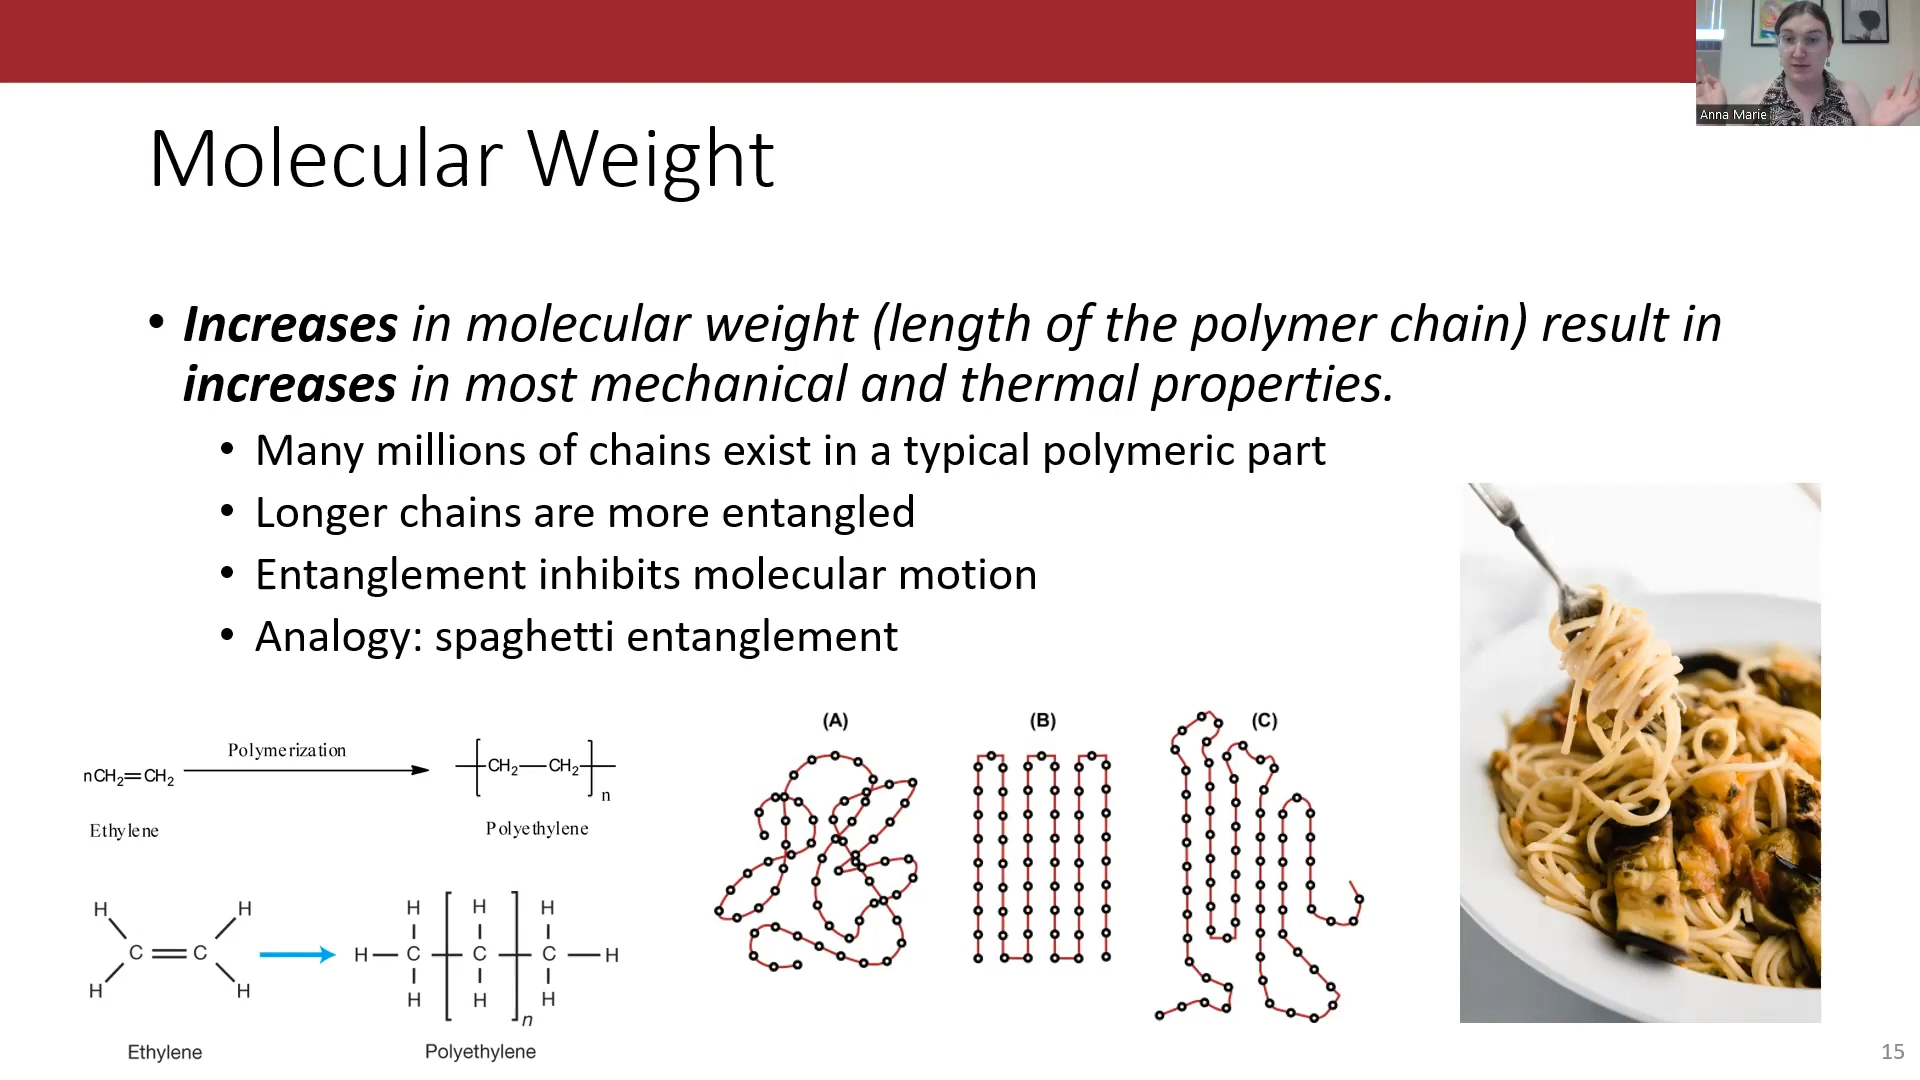 Anna Marie
Molecular Weight
• Increases in molecular weight (length of the polymer chain) result in
increases in most mechanical and thermal properties.
• Many millions of chains exist in a typical polymeric part
• Longer chains are more entangled
• Entanglement inhibits molecular motion
• Analogy: spaghetti entanglement
Polymerization
nCH2=CH2
CH2—CH2
n
Ethylene
Polyethylene
H H
C=C
H H
H H H
H—C—C—C—H
H H H
n
Ethylene
Polyethylene
(A) (B) (C)
15